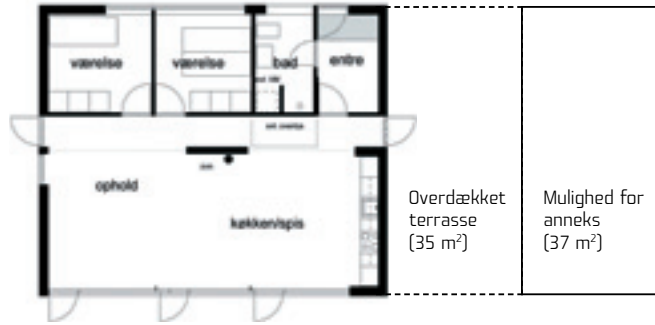 værelse
værelse
bad
entre
ophold
køkken/spis
Overdækket
terrasse
(35 m²)
Mulighed for
anneks
(37 m²)